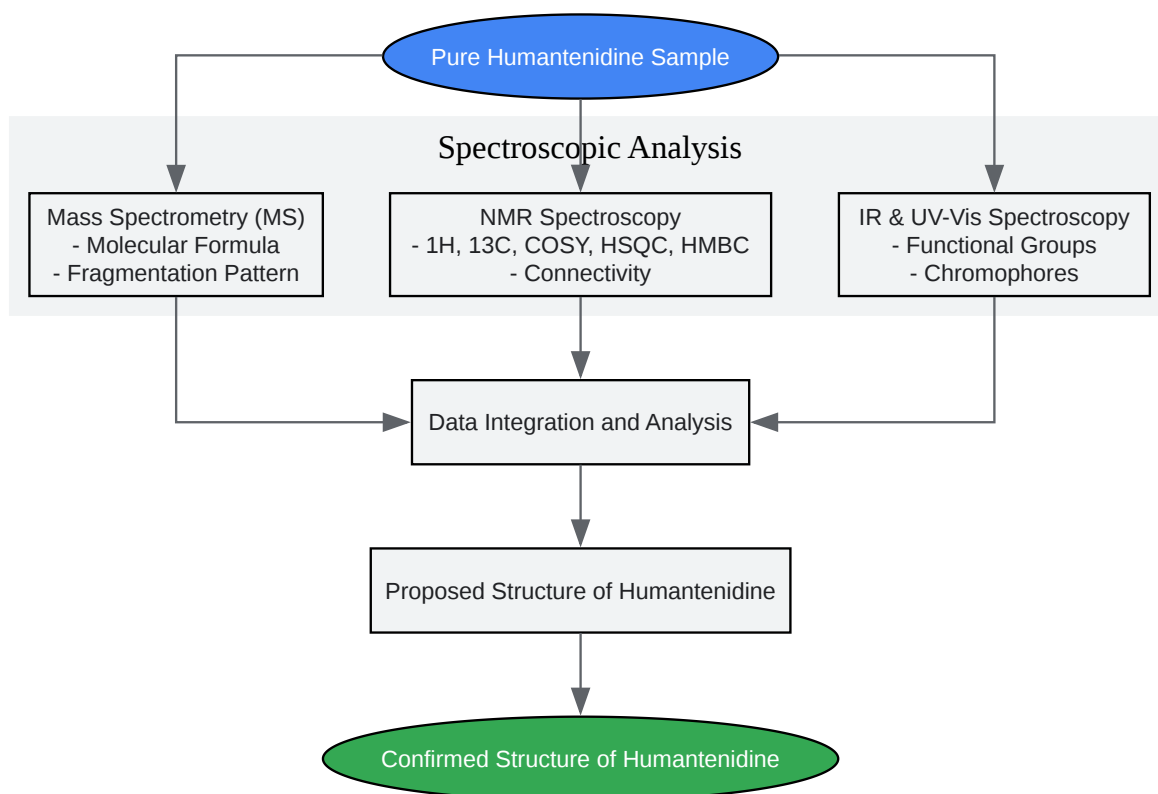 Pure Humantenidine Sample
Spectroscopic Analysis
Mass Spectrometry (MS)
- Molecular Formula
- Fragmentation Pattern
NMR Spectroscopy
- 1H, 13C, COSY, HSQC, HMBC
- Connectivity
IR & UV-Vis Spectroscopy
- Functional Groups
- Chromophores
Data Integration and Analysis
Proposed Structure of Humantenidine
Confirmed Structure of Humantenidine